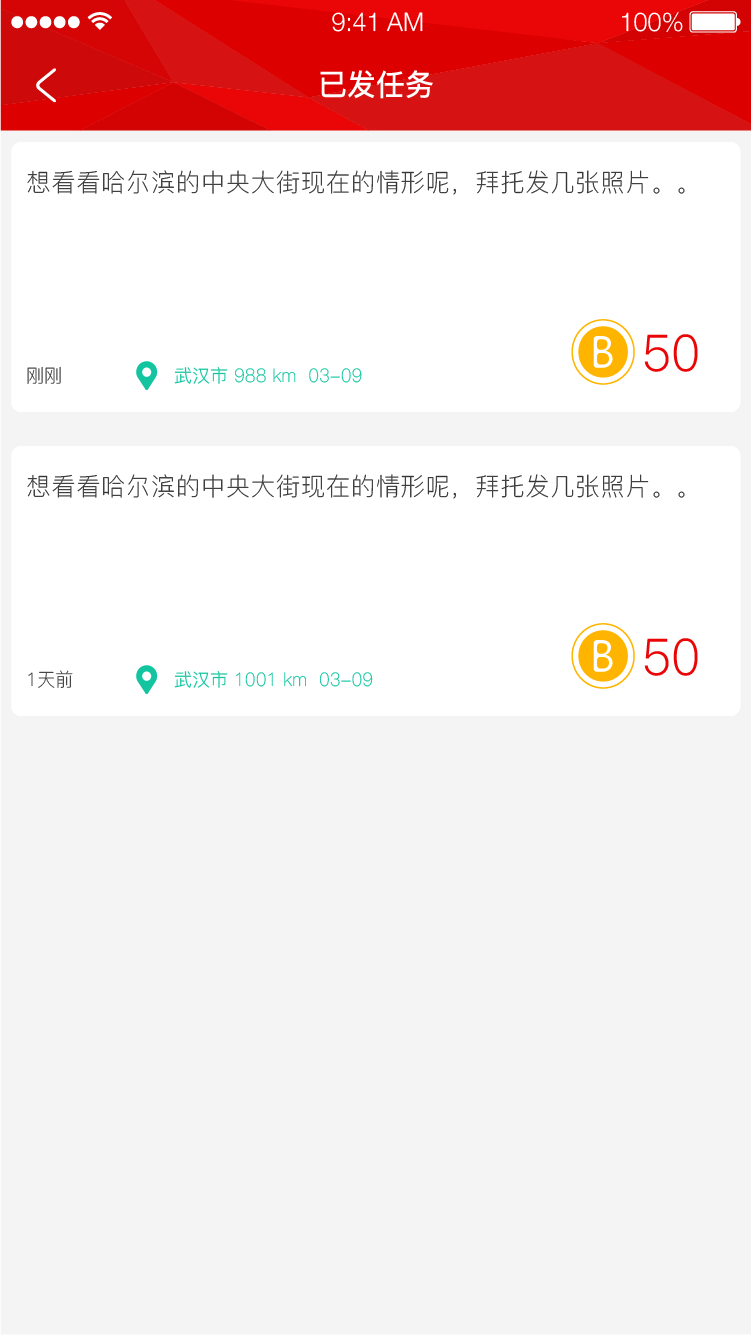 9:41 AM 100%
已发任务
想看看哈尔滨的中央大街现在的情形呢，拜托发几张照片。。
B 50
刚刚 武汉市 988 km 03-09
想看看哈尔滨的中央大街现在的情形呢，拜托发几张照片。。
B 50
1天前 武汉市 1001 km 03-09